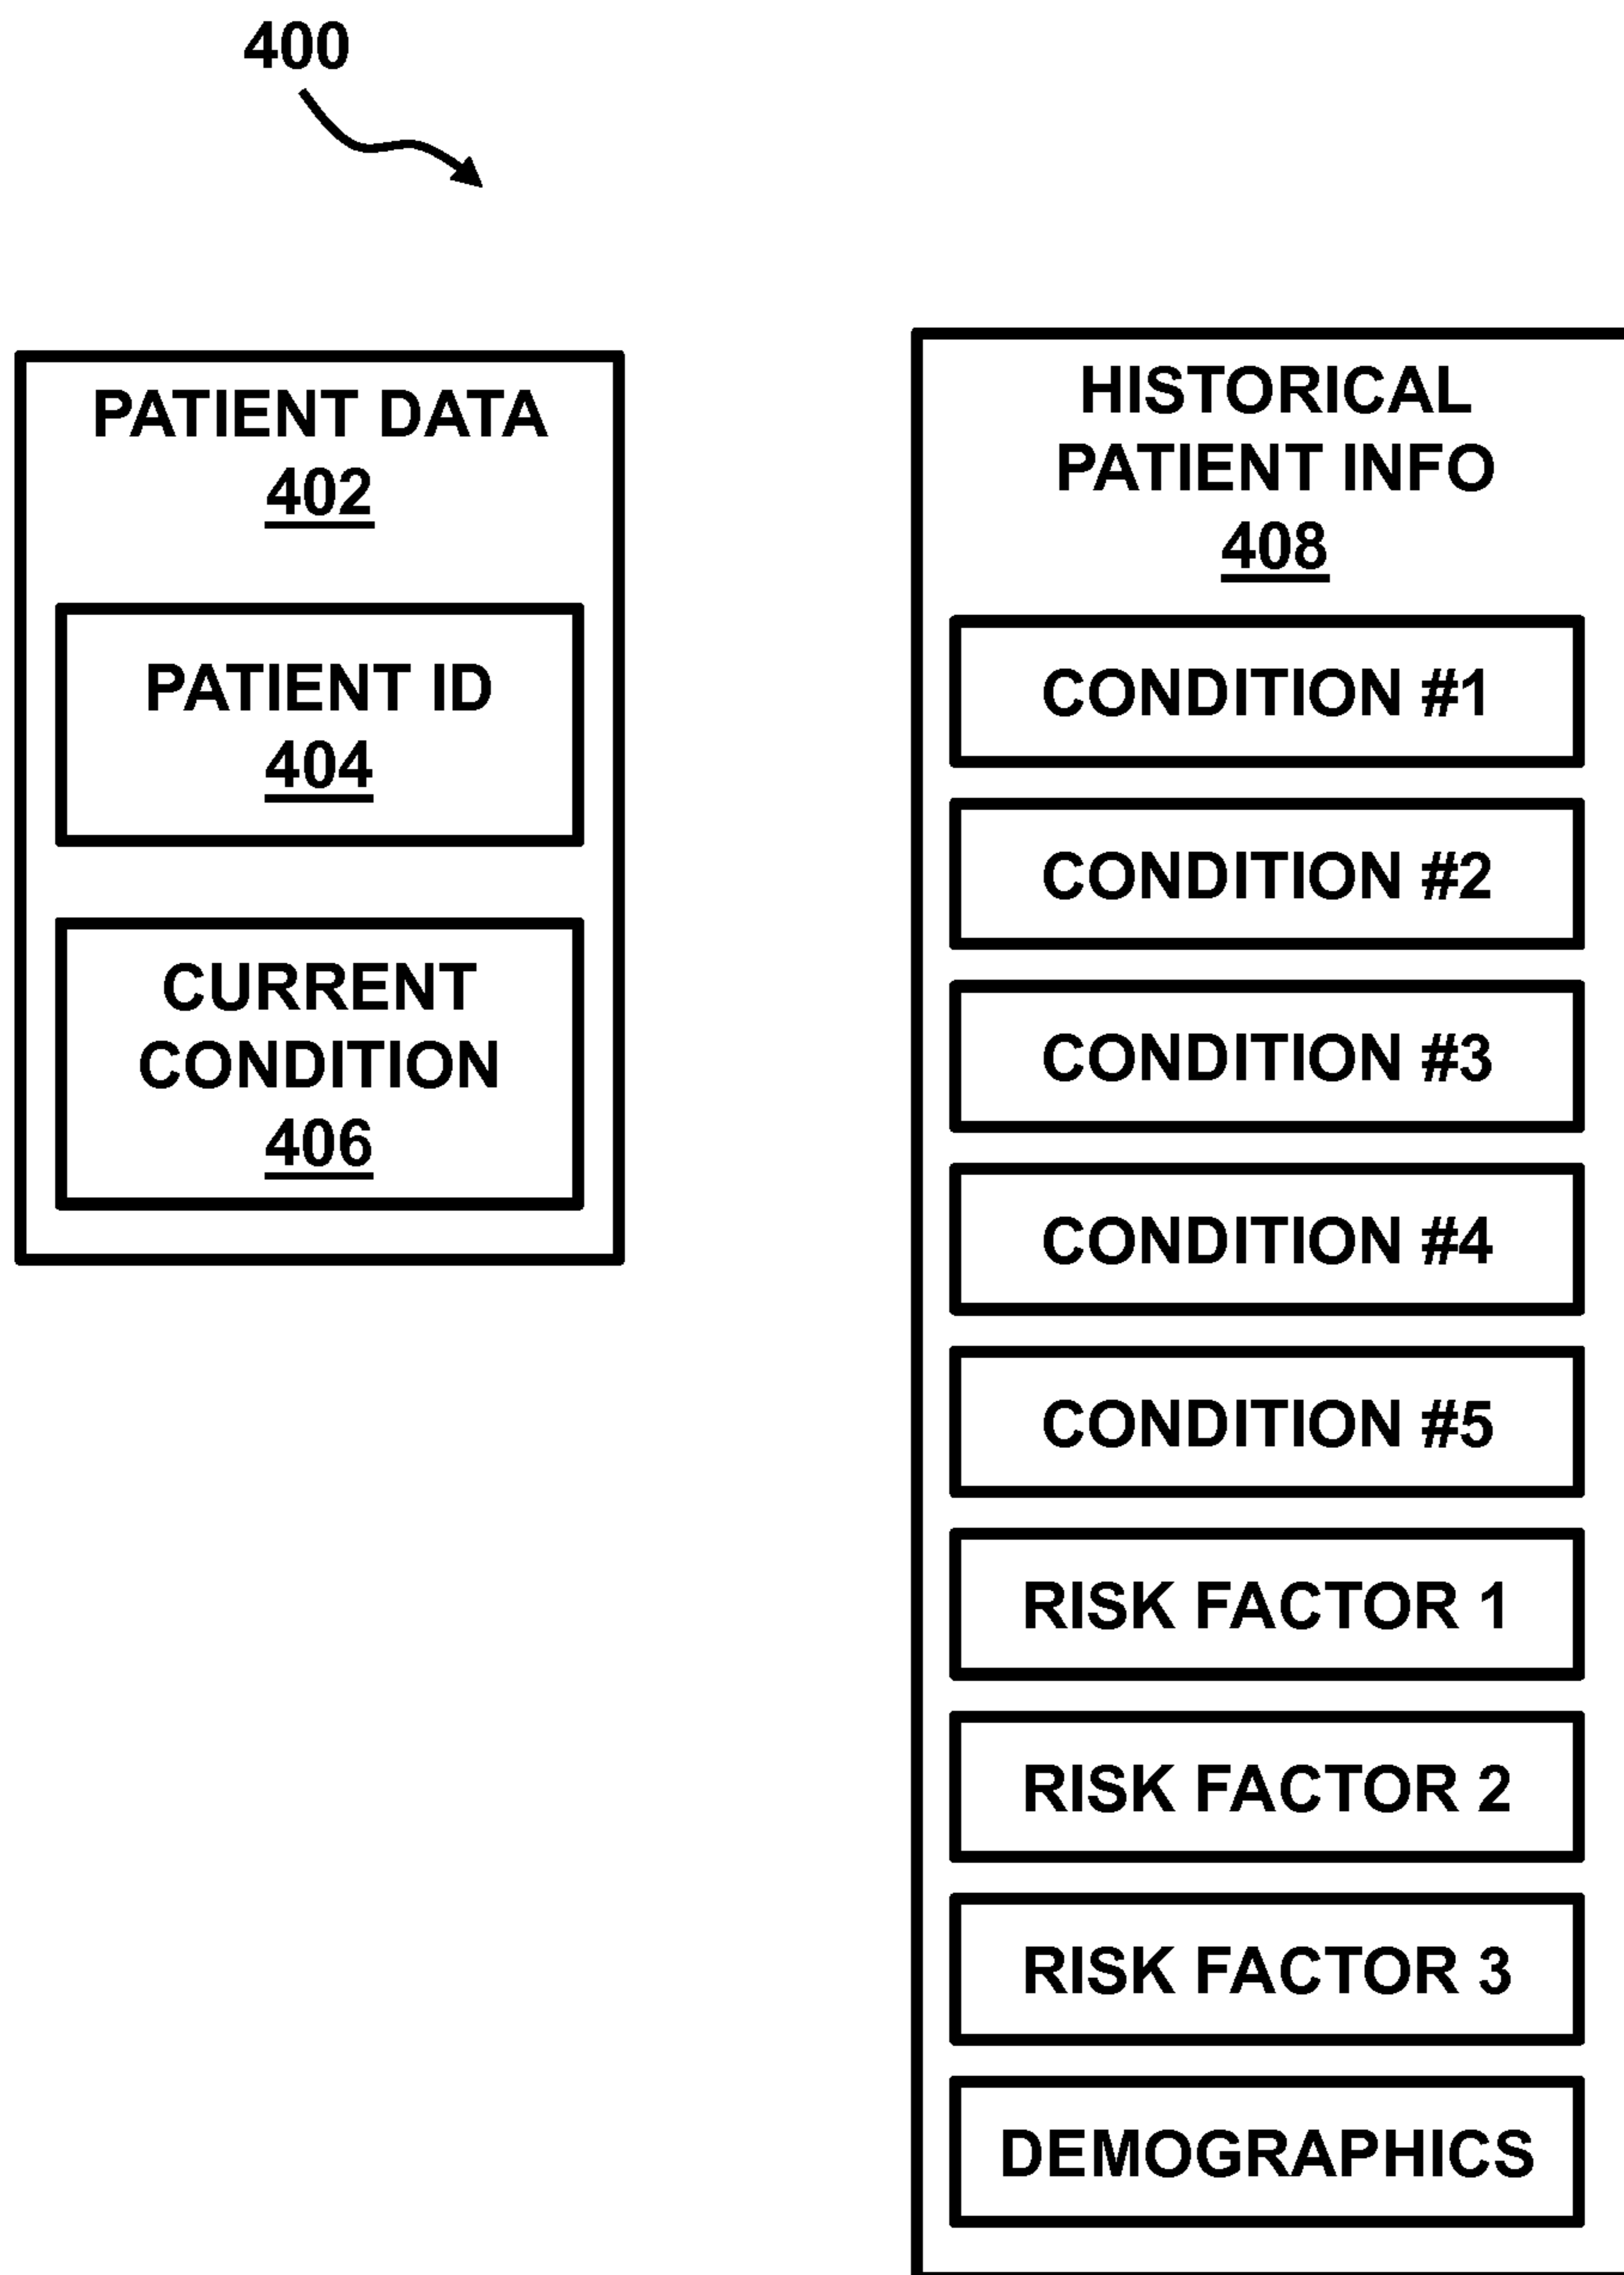 400
PATIENT DATA
402
PATIENT ID
404
CURRENT
CONDITION
406
HISTORICAL
PATIENT INFO
408
CONDITION #1
CONDITION #2
CONDITION #3
CONDITION #4
CONDITION #5
RISK FACTOR 1
RISK FACTOR 2
RISK FACTOR 3
DEMOGRAPHICS